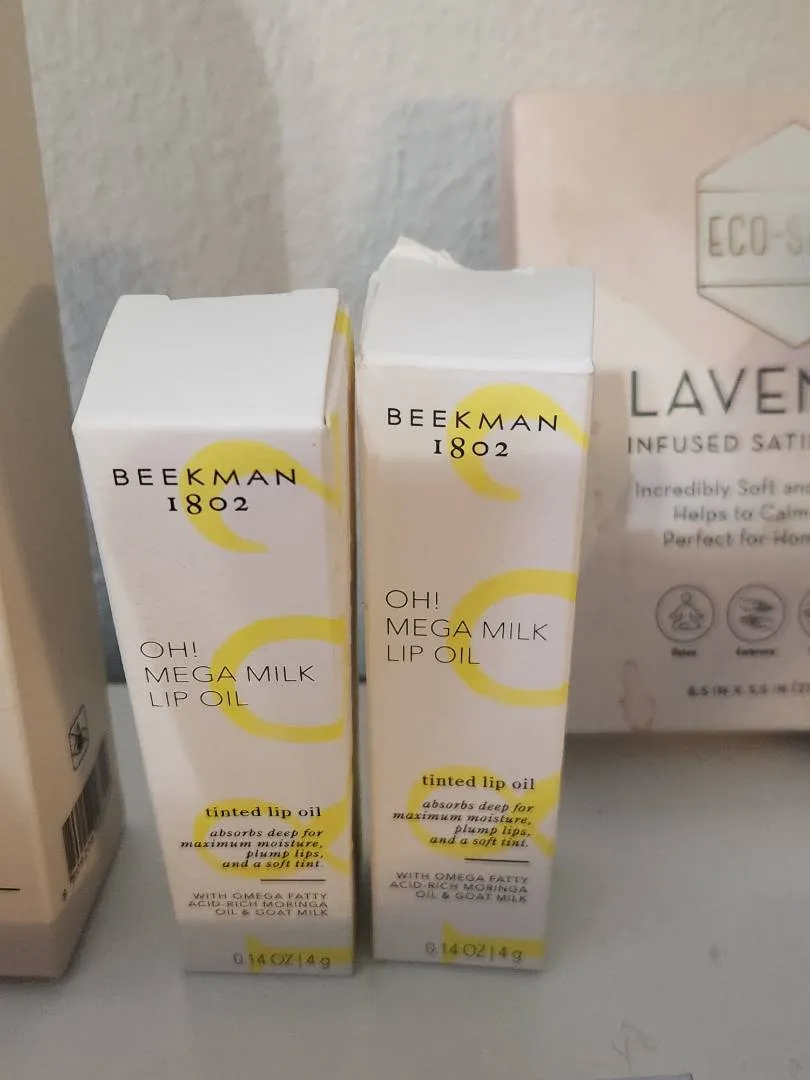 BEEKMAN
1802
OH!
MEGA MILK
LIP OIL
tinted lip oil
absorbs deep for
maximum moisture,
plump lips,
and a soft tint.
WITH OMEGA FATTY
ACID-RICH MORINGA
OIL & GOAT MILK
0.14 OZ | 4 g
BEEKMAN
1802
OH!
MEGA MILK
LIP OIL
tinted lip oil
absorbs deep for
maximum moisture,
plump lips,
and a soft tint.
WITH OMEGA FATTY
ACID-RICH MORINGA
OIL & GOAT MILK
0.14 OZ | 4 g
ECO-S
LAVEN
INFUSED SATI
Incredibly Soft and
Helps to Calm
Perfect for Hom
Relax